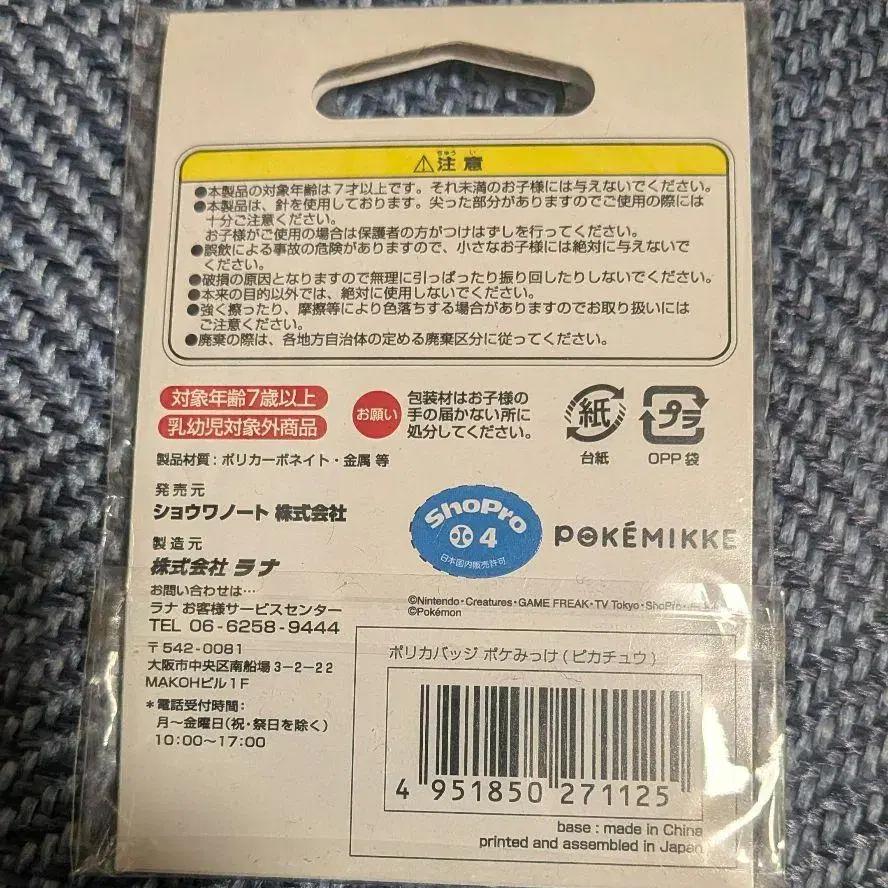 ちゅう い
⚠注意
●本製品の対象年齢は7才以上です。それ未満のお子様には与えないでください。
●本製品は、針を使用しております。尖った部分がありますのでご使用の際には
十分ご注意ください。
お子様がご使用の場合は保護者の方がつけはずしを行ってください。
●誤飲による事故の危険がありますので、小さなお子様には絶対に与えないで
ください。
●破損の原因となりますので無理に引っぱったり振り回したりしないでください。
●本来の目的以外では、絶対に使用しないでください。
●強く擦ったり、摩擦等により色落ちする場合がありますのでお取り扱いには
ご注意ください。
●廃棄の際は、各地方自治体の定める廃棄区分に従ってください。
対象年齢7歳以上
乳幼児対象外商品
お願い
包装材はお子様の
手の届かない所に
処分してください。
紙
台紙
プラ
OPP 袋
製品材質:ポリカーボネイト・金属 等
発売元
ショウワノート 株式会社
製造元
株式会社 ラナ
お問い合わせは…
ラナ お客様サービスセンター
TEL 06-6258-9444
〒542-0081
大阪市中央区南船場3-2-22
MAKOHビル1F
*電話受付時間:
月~金曜日(祝・祭日を除く)
10:00~17:00
ShoPro
4
日本国内販売許可
POKÉMIKKE
©Nintendo・Creatures・GAME FREAK・TV Tokyo・ShoPro・
©Pokémon
ポリカバッジ ポケみっけ(ピカチュウ)
4 951850 271125
base : made in China
printed and assembled in Japan